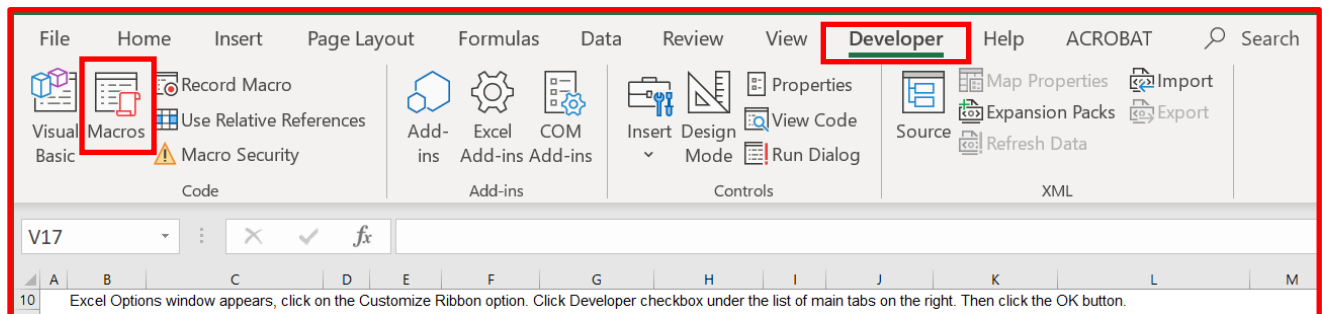 File Home Insert Page Layout Formulas Data Review View Developer Help ACROBAT Search
Visual Basic
Macros
Record Macro
Use Relative References
Macro Security
Code
Add-ins
Excel Add-ins
COM Add-ins
Add-ins
Insert
Design Mode
Properties
View Code
Run Dialog
Controls
Source
Map Properties
Expansion Packs
Refresh Data
Import
Export
XML
V17 fx
A B C D E F G H I J K L M
10 Excel Options window appears, click on the Customize Ribbon option. Click Developer checkbox under the list of main tabs on the right. Then click the OK button.